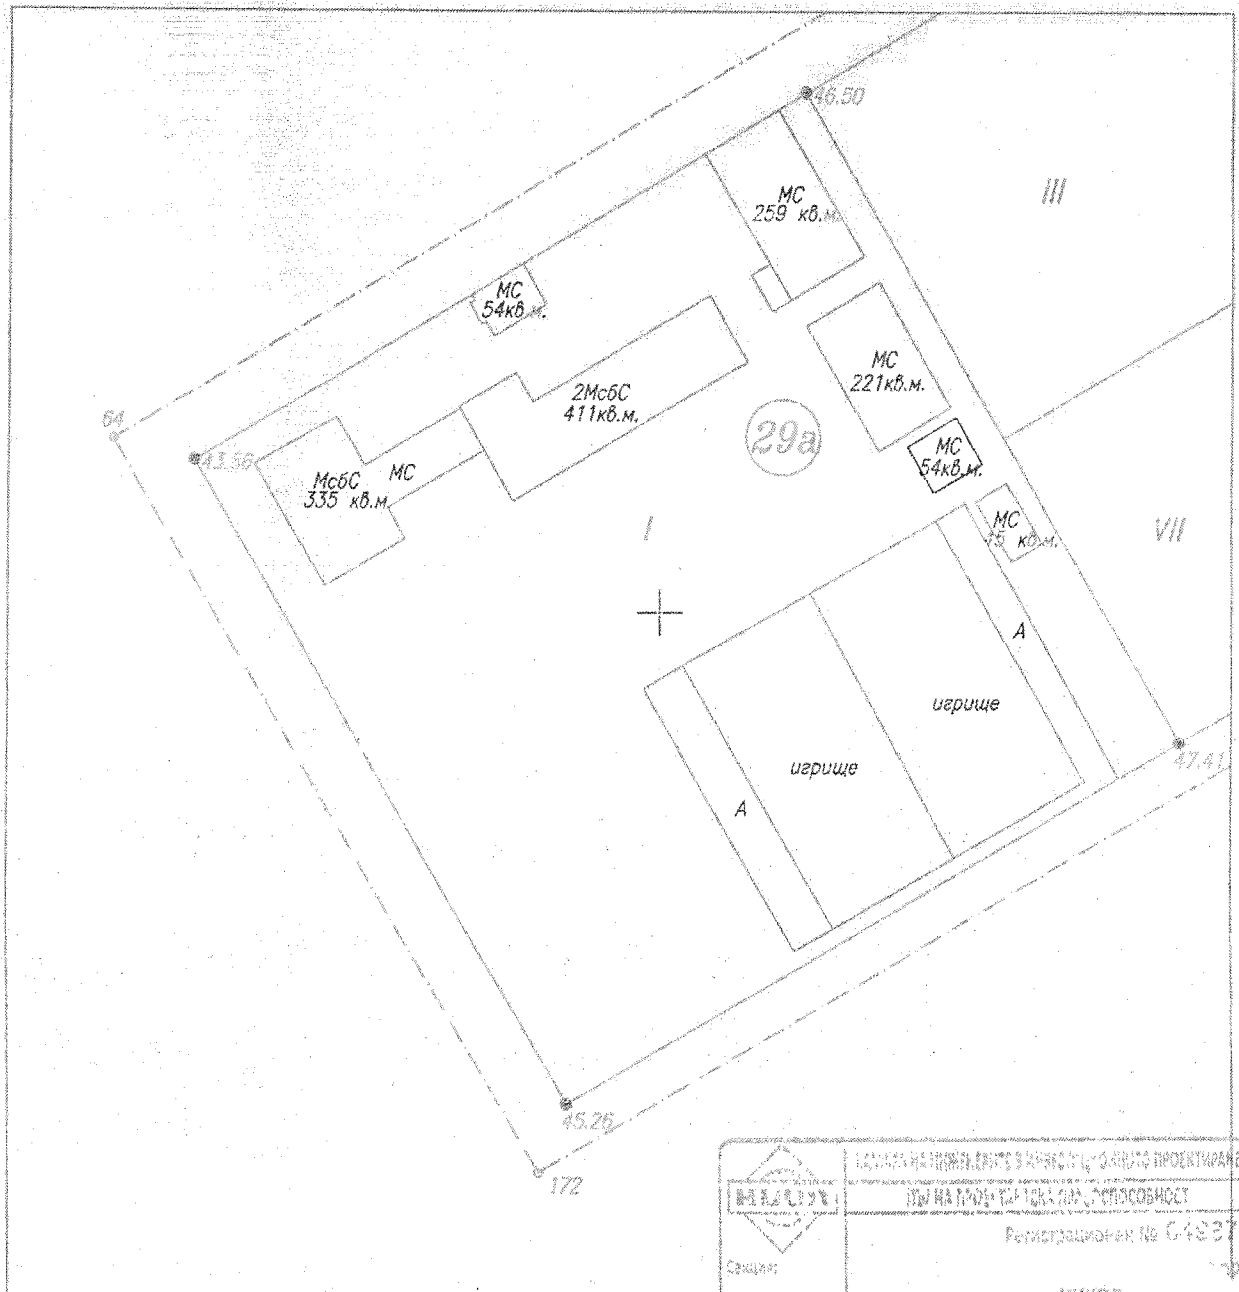 46.50
III
МС
259 кв.м.
МС
54кв.м.
2МсбС
411кв.м.
МС
221кв.м.
64
43.56
29а
МС
54кв.м.
МсбС
335 кв.м
МС
I
МС
15 кв.м.
VII
А
игрище
игрище
47.41
А
45.26
172
Секция:
Регистрационен №